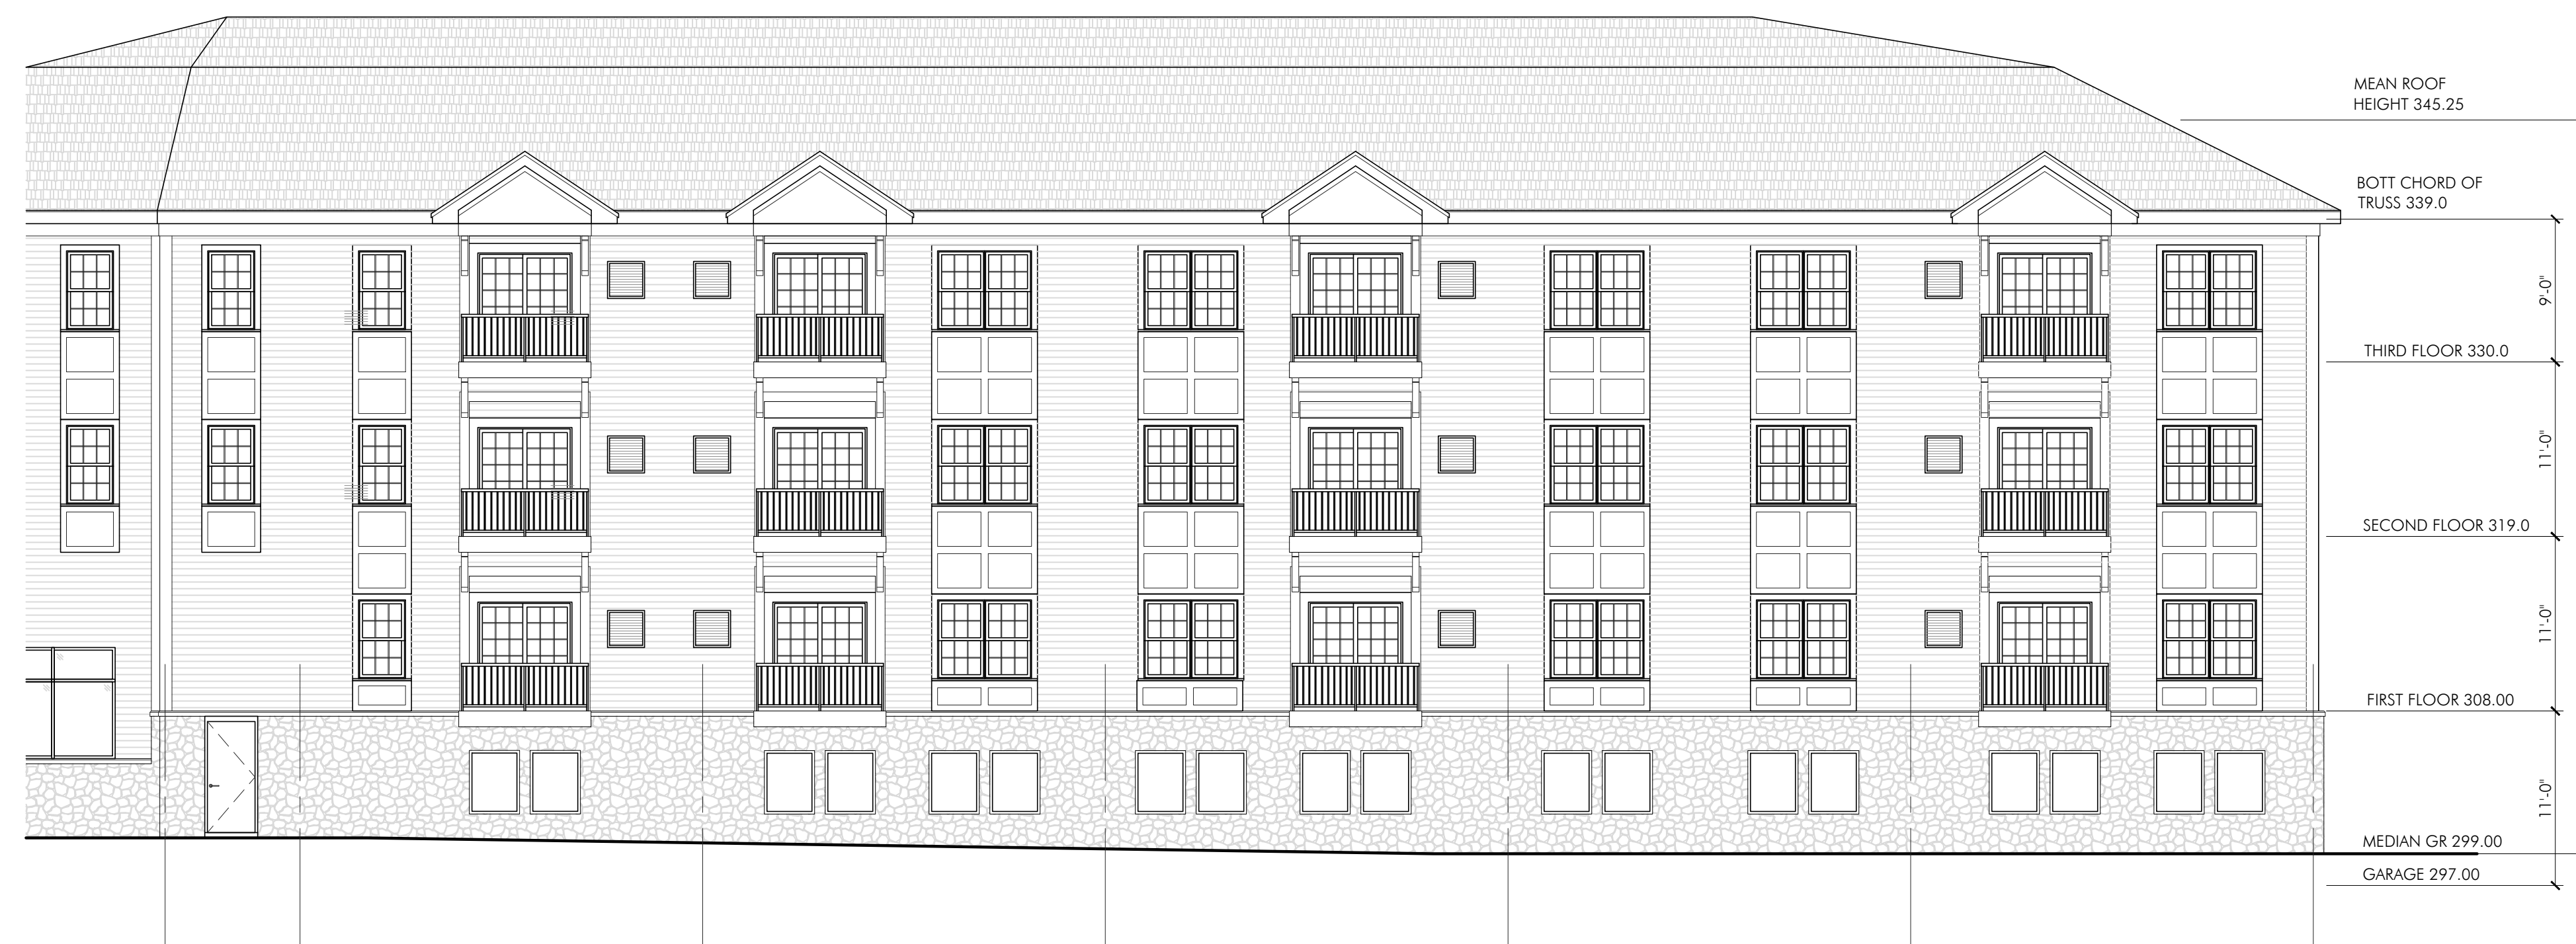 MEAN ROOF
HEIGHT 345.25
BOTT CHORD OF
TRUSS 339.0
9'-0"
THIRD FLOOR 330.0
11'-0"
SECOND FLOOR 319.0
11'-0"
FIRST FLOOR 308.00
11'-0"
MEDIAN GR 299.00
GARAGE 297.00